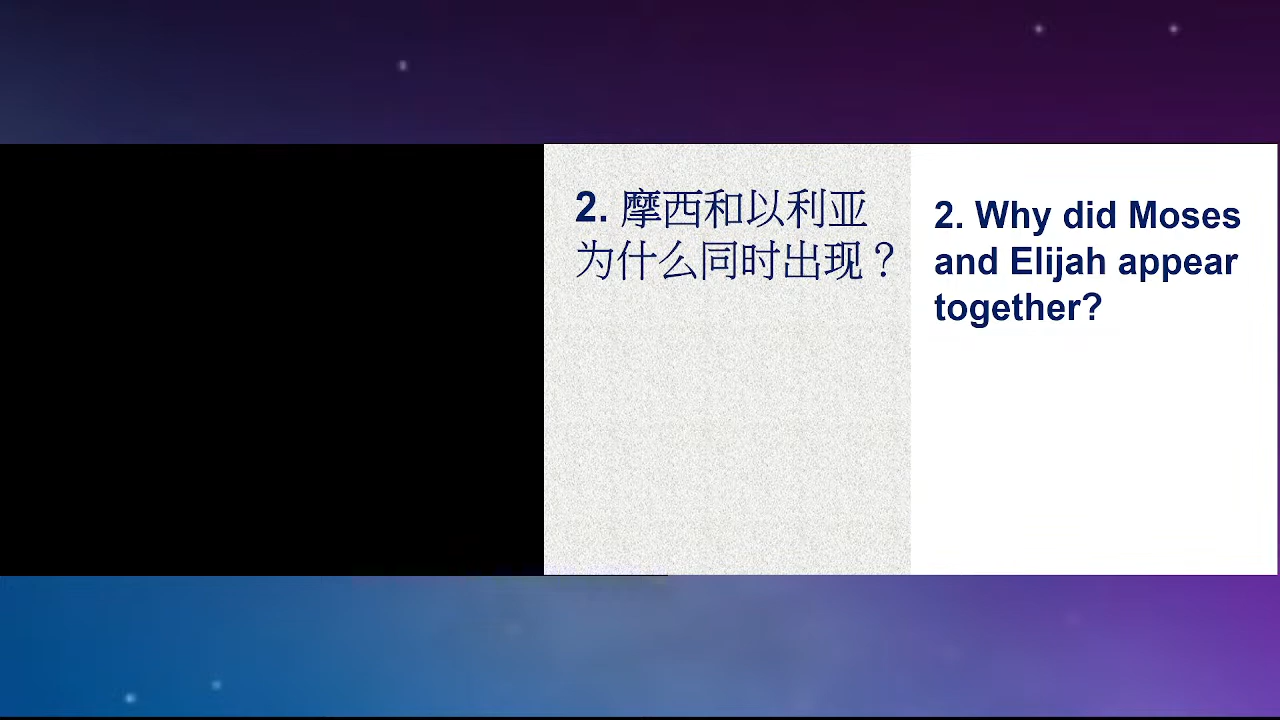 2. 摩西和以利亚
为什么同时出现？
2. Why did Moses
and Elijah appear
together?